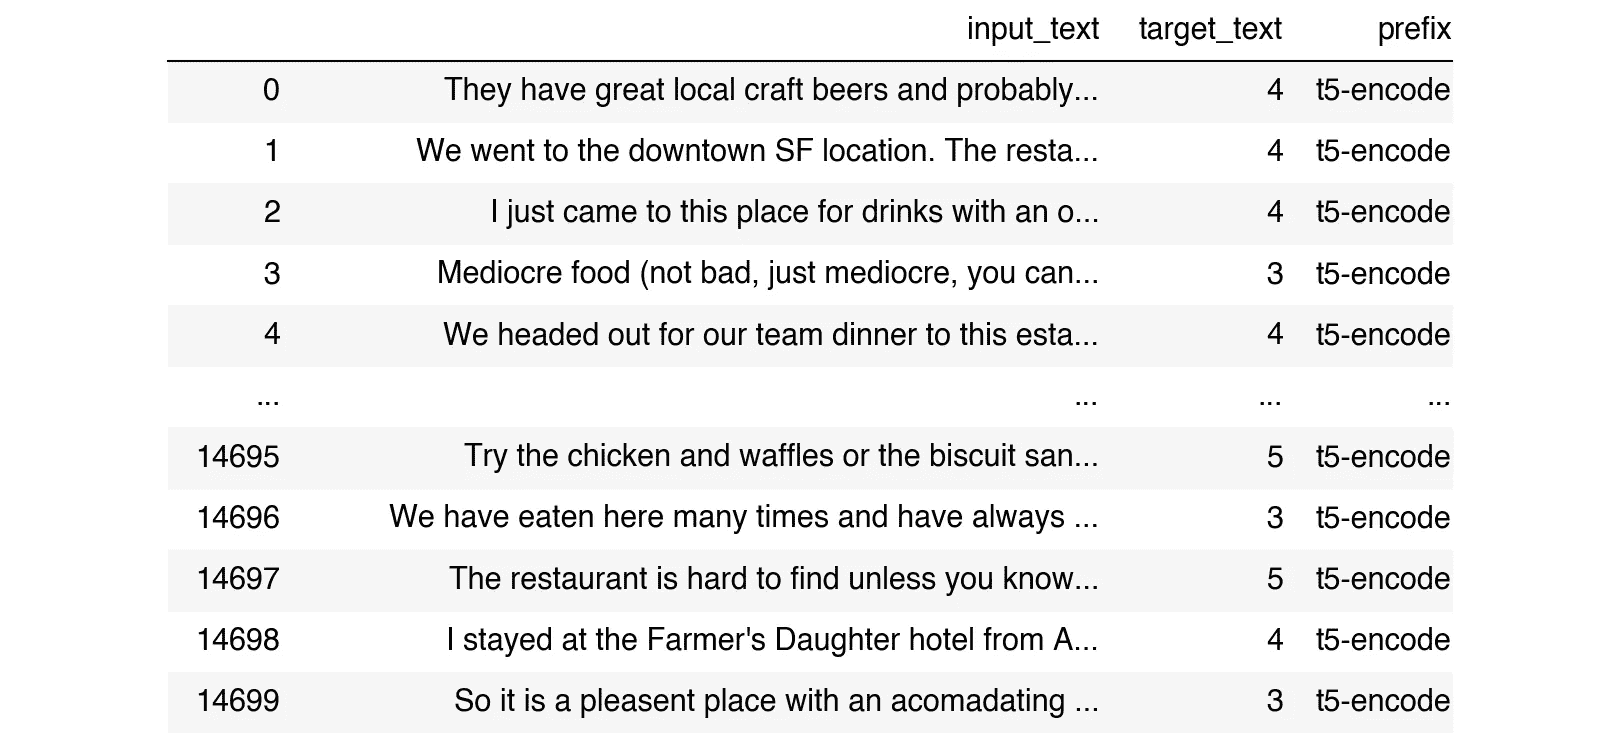 input_text target_text prefix
0 They have great local craft beers and probably... 4 t5-encode
1 We went to the downtown SF location. The resta... 4 t5-encode
2 I just came to this place for drinks with an o... 4 t5-encode
3 Mediocre food (not bad, just mediocre, you can... 3 t5-encode
4 We headed out for our team dinner to this esta... 4 t5-encode
... ... ... ...
14695 Try the chicken and waffles or the biscuit san... 5 t5-encode
14696 We have eaten here many times and have always ... 3 t5-encode
14697 The restaurant is hard to find unless you know... 5 t5-encode
14698 I stayed at the Farmer's Daughter hotel from A... 4 t5-encode
14699 So it is a pleasent place with an acomadating ... 3 t5-encode